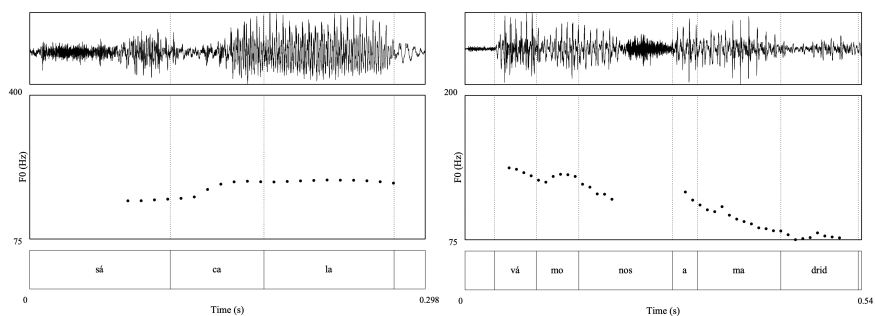 400
F0 (Hz)
75
sá ca la
0 0.298
Time (s)
200
F0 (Hz)
75
vá mo nos a ma drid
0 0.54
Time (s)